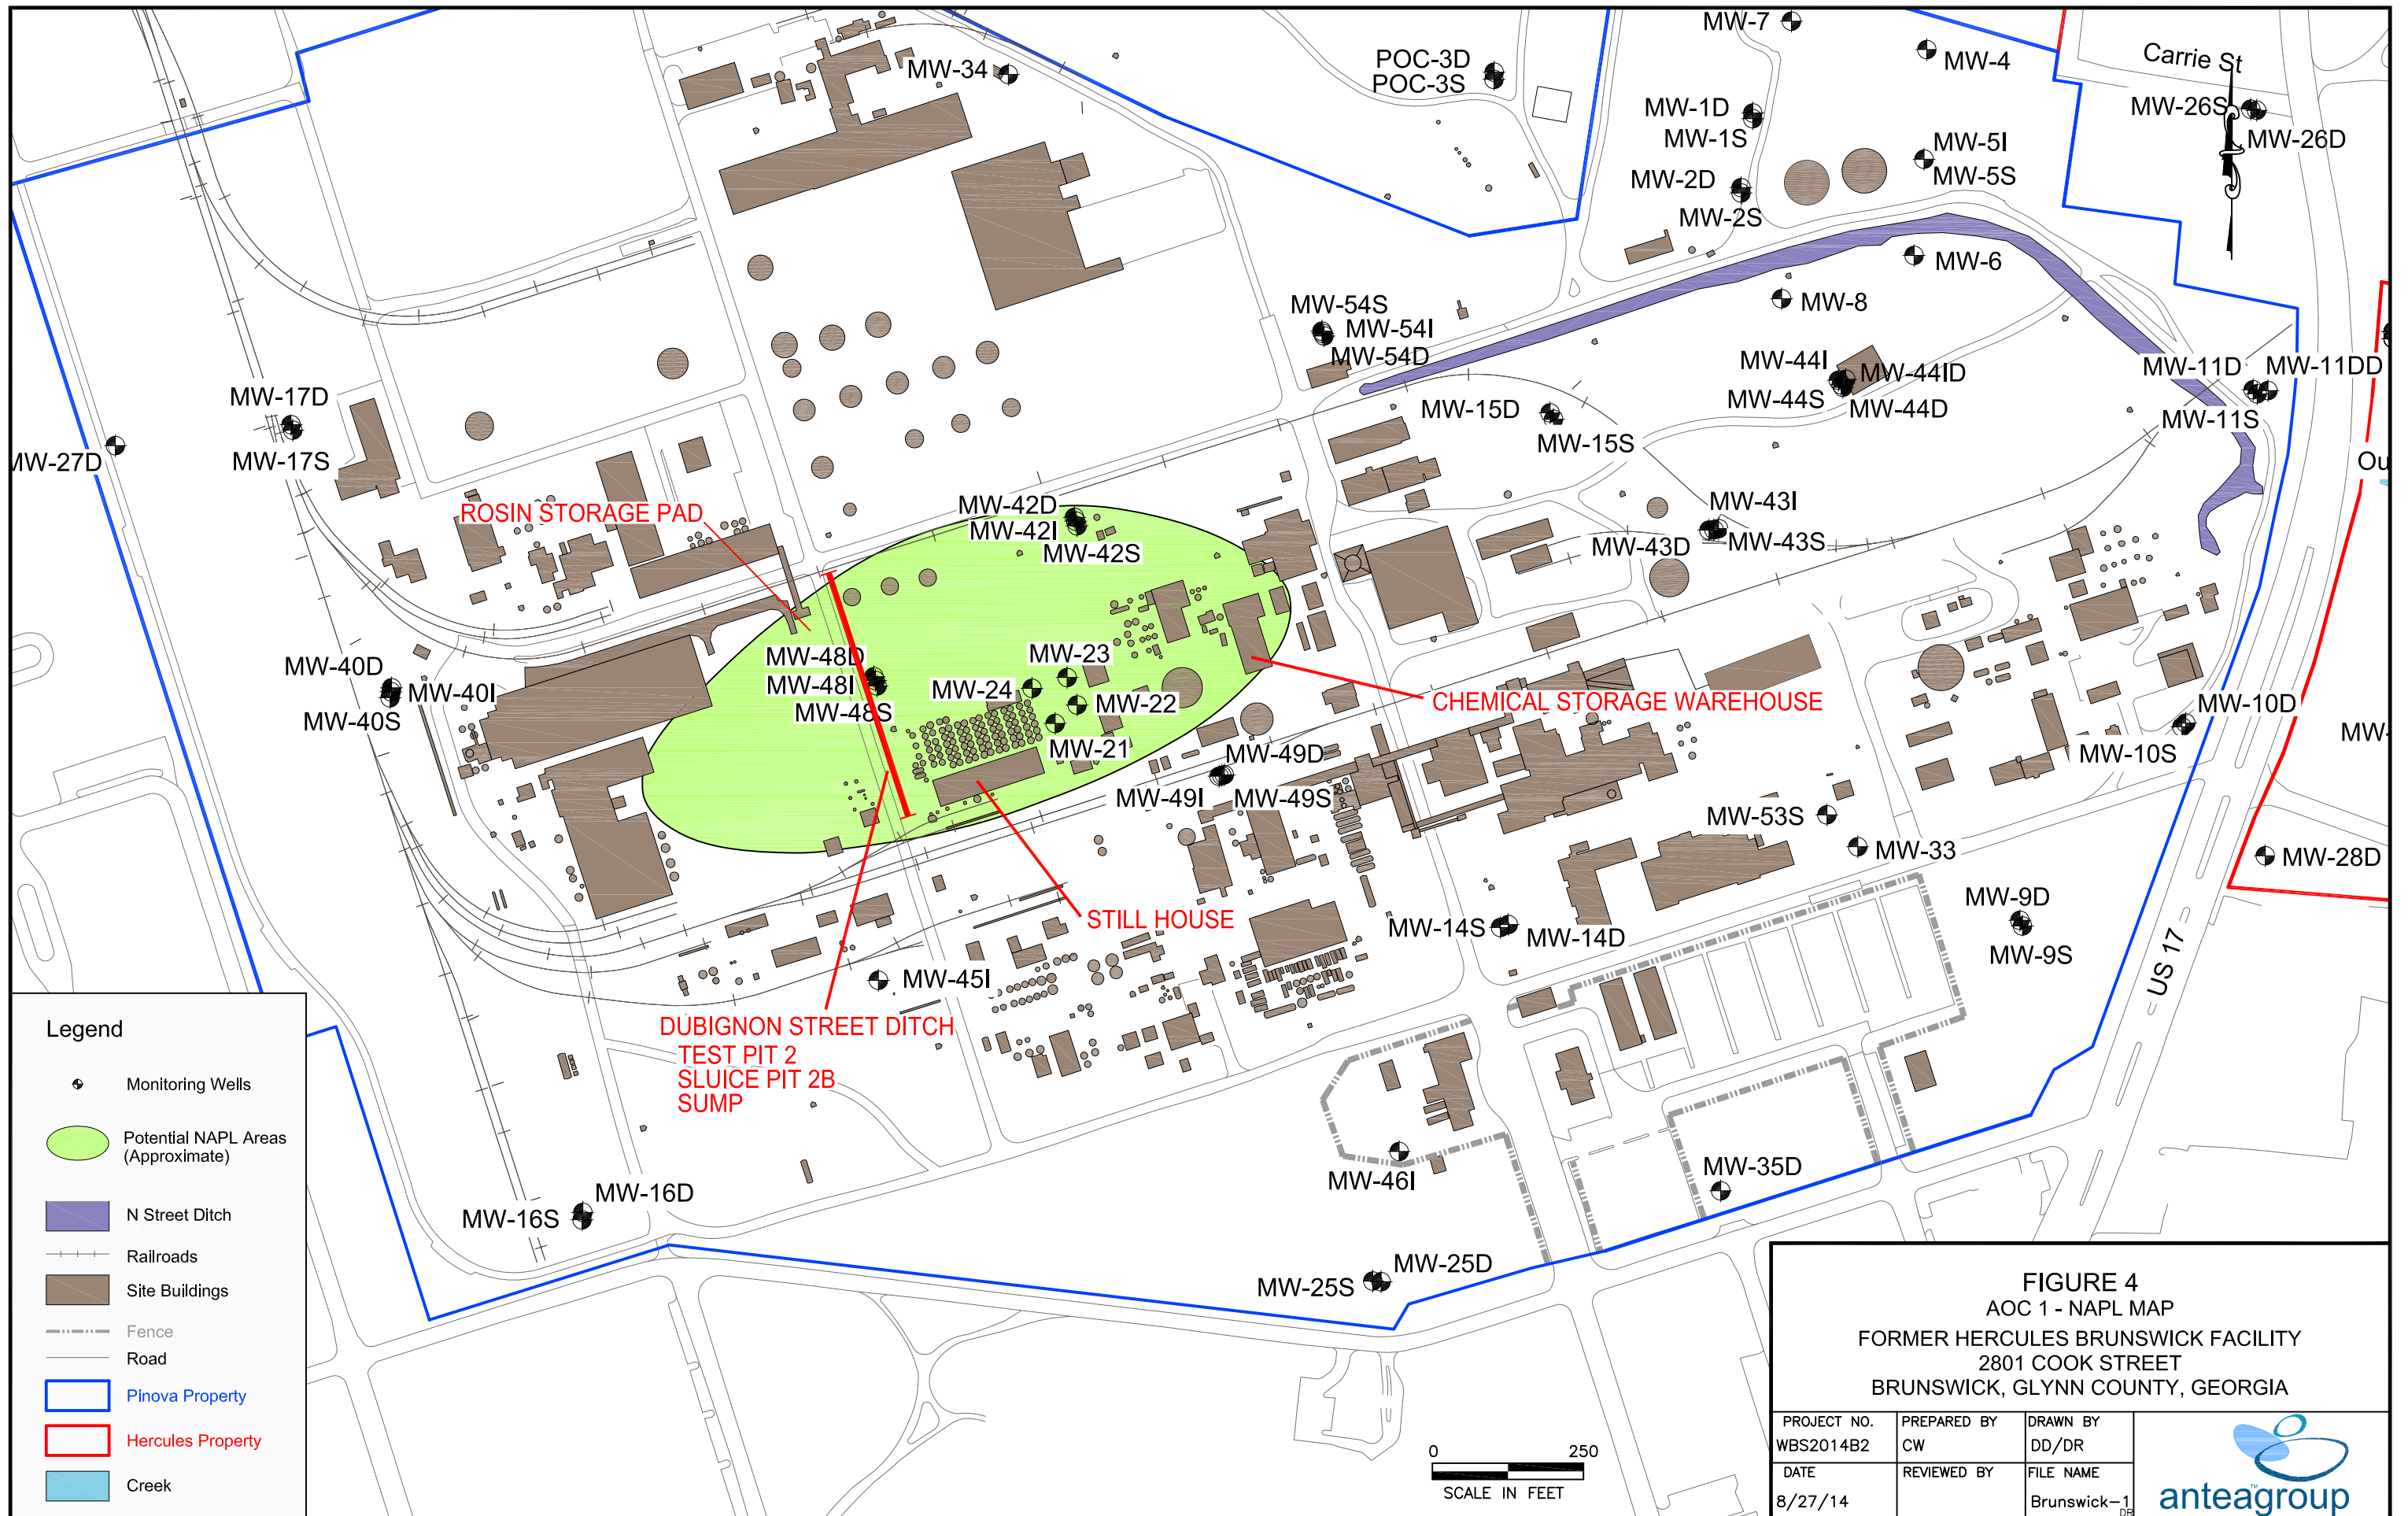 MW-7
MW-4
Carrie St
MW-34
POC-3D
POC-3S
MW-1D
MW-1S
MW-26S
MW-26D
MW-5I
MW-5S
MW-2D
MW-2S
MW-6
MW-8
MW-54S
MW-54I
MW-54D
MW-44I
MW-44ID
MW-44S
MW-44D
MW-11D
MW-11DD
MW-11S
MW-17D
MW-17S
MW-27D
MW-15D
MW-15S
Ou
ROSIN STORAGE PAD
MW-42D
MW-42I
MW-42S
MW-43I
MW-43D
MW-43S
MW-40D
MW-40I
MW-40S
MW-48D
MW-48I
MW-48S
MW-23
MW-24
MW-22
MW-21
CHEMICAL STORAGE WAREHOUSE
MW-10D
MW-10S
MW-
MW-49D
MW-49I
MW-49S
MW-53S
MW-33
MW-28D
STILL HOUSE
MW-14S
MW-14D
MW-9D
MW-9S
US 17
MW-45I
DUBIGNON STREET DITCH
TEST PIT 2
SLUICE PIT 2B
SUMP
MW-46I
MW-35D
MW-16D
MW-16S
MW-25S
MW-25D
Legend
Monitoring Wells
Potential NAPL Areas
(Approximate)
N Street Ditch
Railroads
Site Buildings
Fence
Road
Pinova Property
Hercules Property
Creek
0 250
SCALE IN FEET
FIGURE 4
AOC 1 - NAPL MAP
FORMER HERCULES BRUNSWICK FACILITY
2801 COOK STREET
BRUNSWICK, GLYNN COUNTY, GEORGIA
PROJECT NO. PREPARED BY DRAWN BY
WBS2014B2 CW DD/DR
DATE REVIEWED BY FILE NAME
8/27/14 Brunswick-1
DR
anteagroup